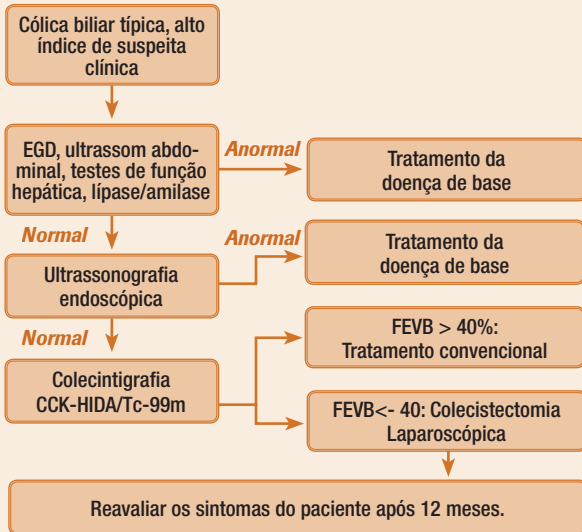 Cólica biliar típica, alto
índice de suspeita
clínica
EGD, ultrassom abdo-
minal, testes de função
hepática, lípase/amilase
Anormal
Tratamento da
doença de base
Normal
Ultrassonografia
endoscópica
Anormal
Tratamento da
doença de base
Normal
Colecintigrafia
CCK-HIDA/Tc-99m
FEVB > 40%:
Tratamento convencional
FEVB<- 40: Colecistectomia
Laparoscópica
Reavaliar os sintomas do paciente após 12 meses.